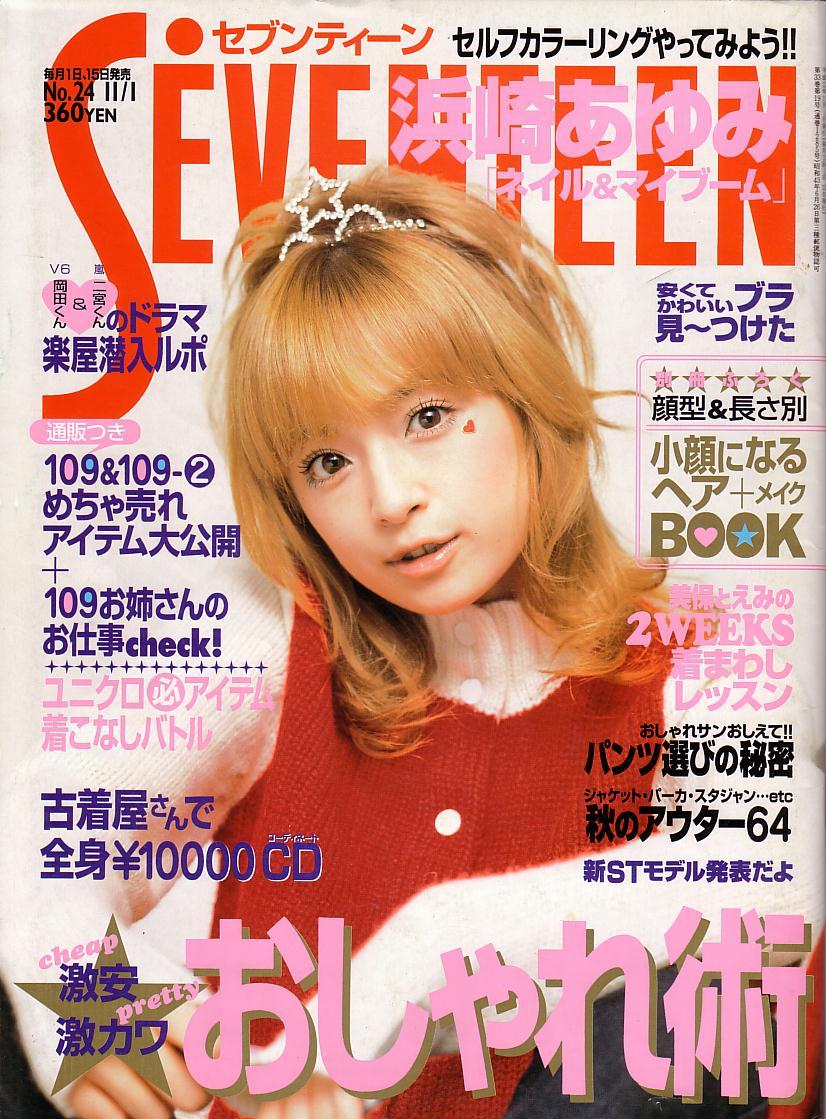 セブンティーン
セルフカラーリングやってみよう!!
毎月1日、15日発売
No.24 11/1
360YEN
SEVENTEEN
浜崎あゆみ
「ネイル&マイブーム」
V6 嵐
岡田くん&二宮くんのドラマ
楽屋潜入ルポ
通販つき
109&109-②
めちゃ売れ
アイテム大公開
+
109お姉さんの
お仕事check!
ユニクロ必アイテム
着こなしバトル
古着屋さんで
コーディネート
全身¥10000CD
安くて
かわいいブラ
見〜つけた
別冊ふろく
顔型&長さ別
小顔になる
ヘア+メイク
BOOK
美保とえみの
2WEEKS
着まわし
レッスン
おしゃれサンおしえて!!
パンツ選びの秘密
ジャケット・パーカ・スタジャン…etc
秋のアウター64
新STモデル発表だよ
cheap
激安
pretty
激カワ
おしゃれ術